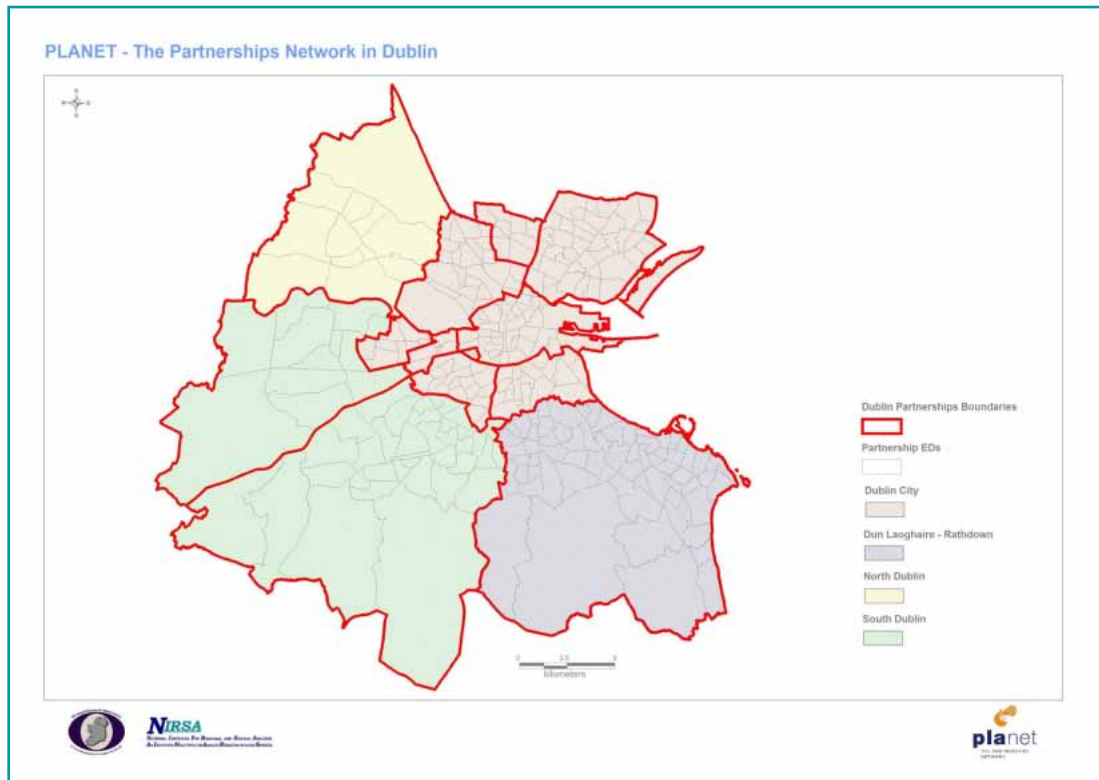 PLANET - The Partnerships Network in Dublin
Dublin Partnerships Boundaries
Partnership EDs
Dublin City
Dun Laoghaire - Rathdown
North Dublin
South Dublin
0 2.5 5
kilometers
NIRSA
planet